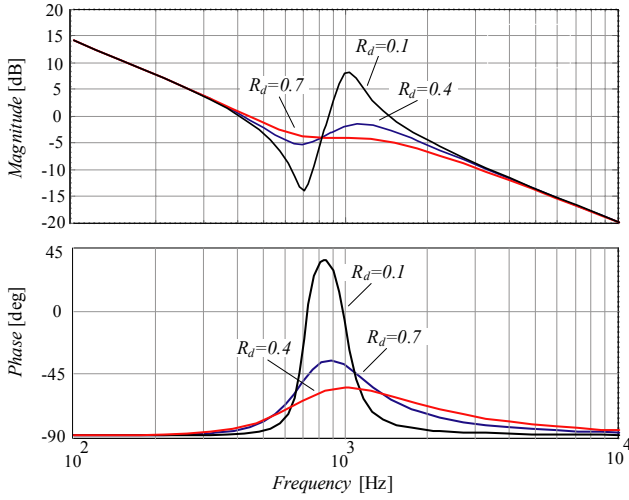 20
15
10
5
0
-5
-10
-15
-20
Magnitude [dB]
R_d=0.1
R_d=0.7
R_d=0.4
45
0
-45
-90
Phase [deg]
R_d=0.1
R_d=0.4
R_d=0.7
10^2
10^3
10^4
Frequency [Hz]